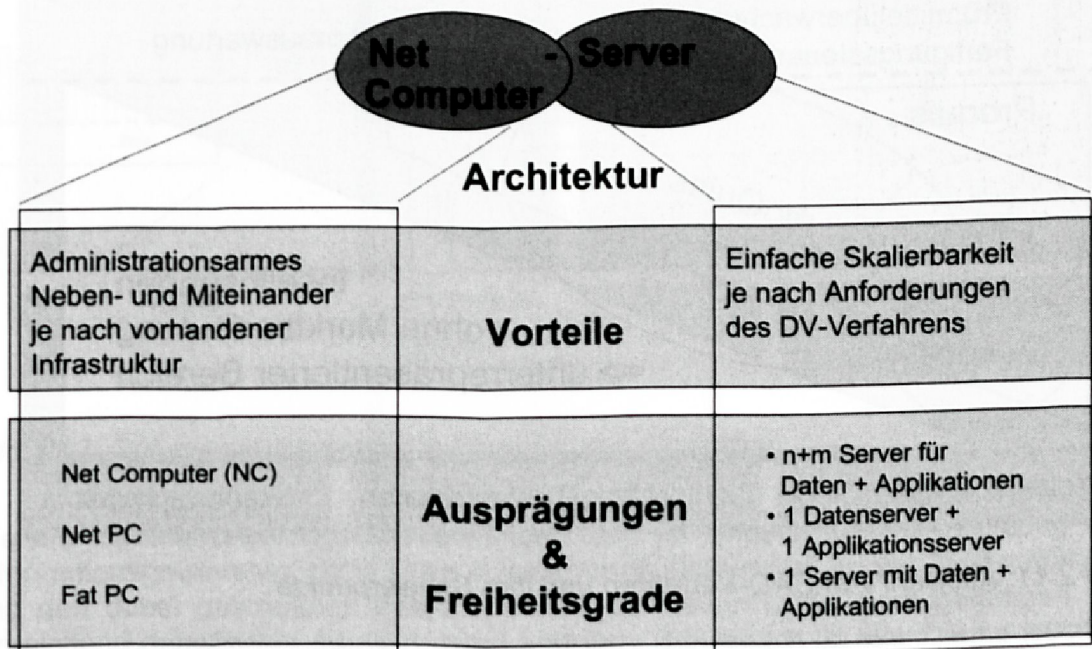 Net - Server
Computer
Architektur
Administrationsarmes
Neben- und Miteinander
je nach vorhandener
Infrastruktur
Vorteile
Einfache Skalierbarkeit
je nach Anforderungen
des DV-Verfahrens
Net Computer (NC)
Net PC
Fat PC
Ausprägungen
&
Freiheitsgrade
• n+m Server für
Daten + Applikationen
• 1 Datenserver +
1 Applikationsserver
• 1 Server mit Daten +
Applikationen